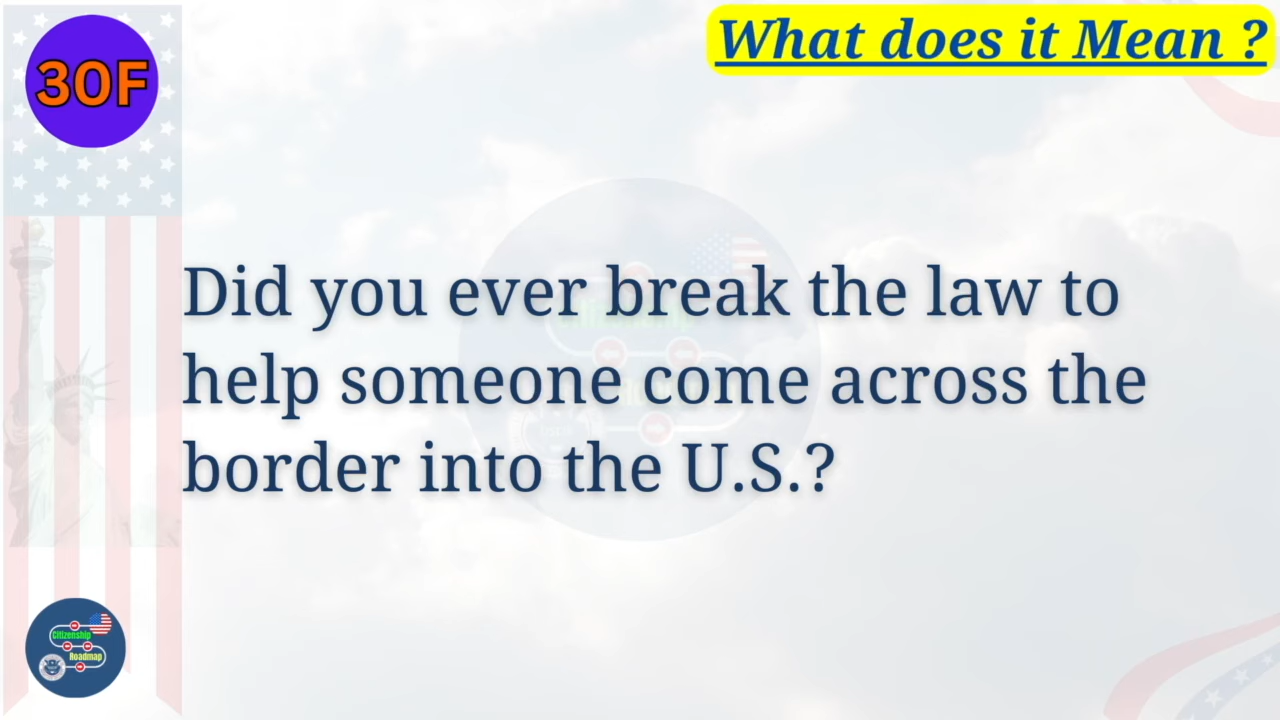 30F
What does it Mean ?
Did you ever break the law to
help someone come across the
border into the U.S.?
Citizenship
Roadmap